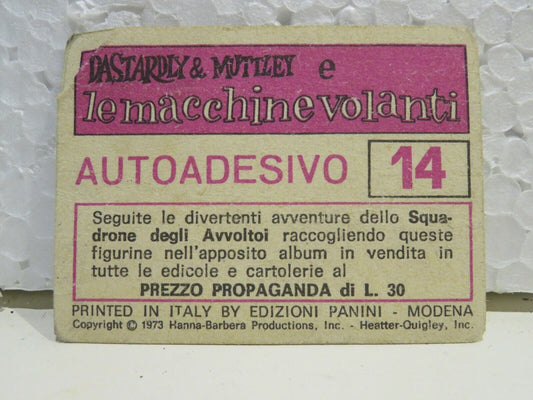 DASTARDLY & MUTTLEY e
le macchine volanti
AUTOADESIVO 14
Seguite le divertenti avventure dello Squa-
drone degli Avvoltoi raccogliendo queste
figurine nell'apposito album in vendita in
tutte le edicole e cartolerie al
PREZZO PROPAGANDA di L. 30
PRINTED IN ITALY BY EDIZIONI PANINI - MODENA
Copyright © 1973 Hanna-Barbera Productions, Inc. - Heatter-Quigley, Inc.